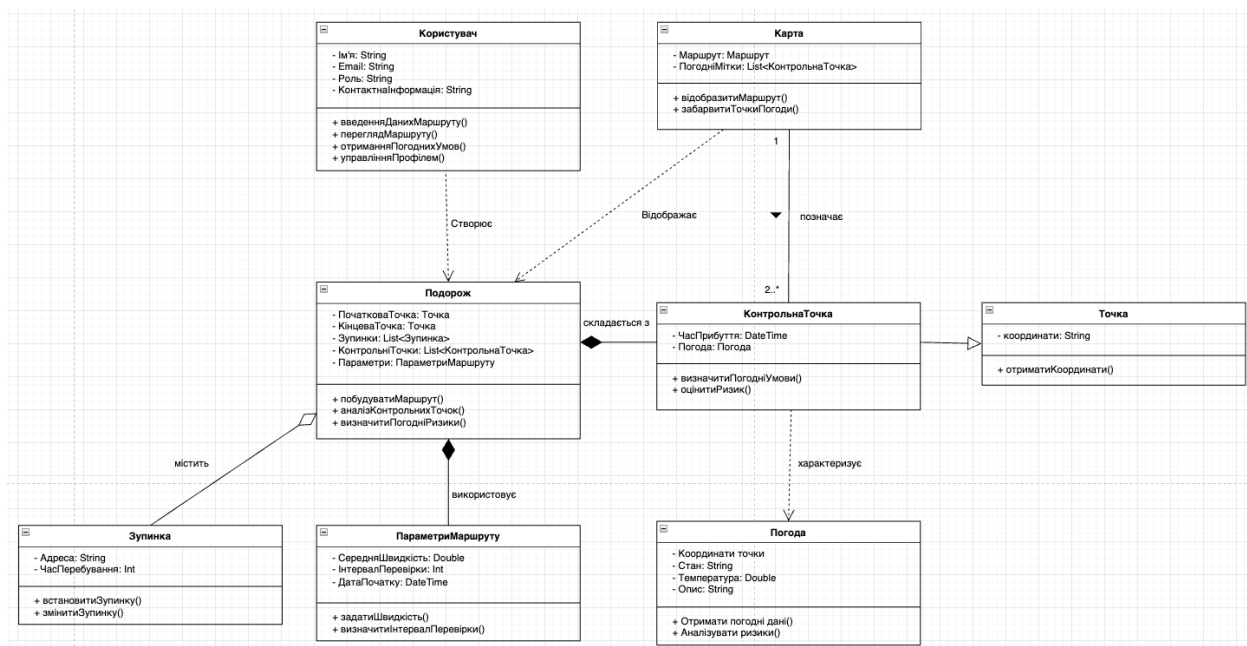 Користувач
- Ім'я: String
- Email: String
- Роль: String
- КонтактнаІнформація: String
+ введенняДанихМаршруту()
+ переглядМаршруту()
+ отриманняПогоднихУмов()
+ управлінняПрофілем()
Карта
- Маршрут: Маршрут
- ПогодніМітки: List<КонтрольнаТочка>
+ відобразитиМаршрут()
+ забарвитиТочкиПогоди()
1
Створює
Відображає
позначає
2..*
Подорож
- ПочатковаТочка: Точка
- КінцеваТочка: Точка
- Зупинки: List<Зупинка>
- КонтрольніТочки: List<КонтрольнаТочка>
- Параметри: ПараметриМаршруту
+ побудуватиМаршрут()
+ аналізКонтрольнихТочок()
+ визначитиПогодніРизики()
складається з
КонтрольнаТочка
- ЧасПрибуття: DateTime
- Погода: Погода
+ визначитиПогодніУмови()
+ оцінитиРизик()
Точка
- координати: String
+ отриматиКоординати()
містить
використовує
характеризує
Зупинка
- Адреса: String
- ЧасПеребування: Int
+ встановитиЗупинку()
+ змінитиЗупинку()
ПараметриМаршруту
- СередняШвидкість: Double
- ІнтервалПеревірки: Int
- ДатаПочатку: DateTime
+ задатиШвидкість()
+ визначитиІнтервалПеревірки()
Погода
- Координати точки
- Стан: String
- Температура: Double
- Опис: String
+ Отримати погодні дані()
+ Аналізувати ризики()